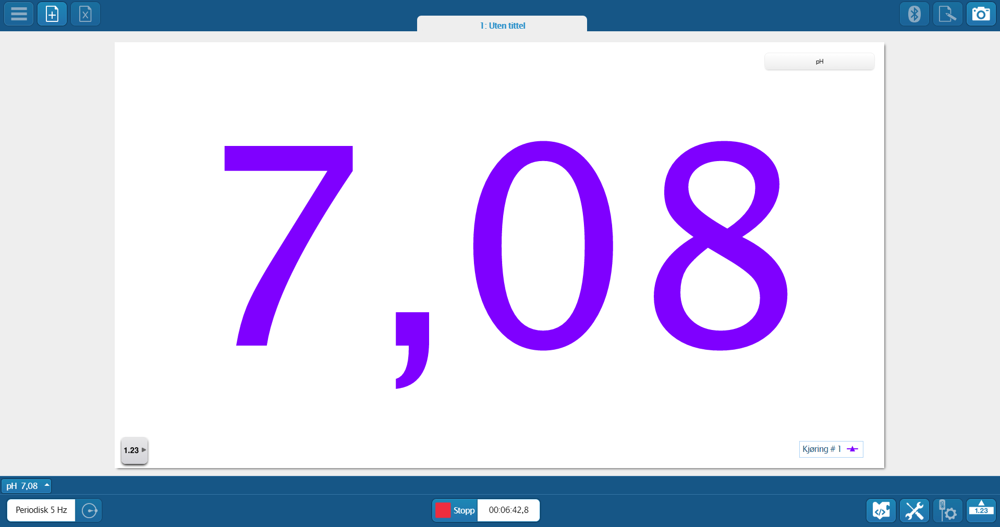 1: Uten tittel
pH
7,08
1.23
Kjøring # 1
pH 7,08
Periodisk 5 Hz
Stopp
00:06:42,8
1.23